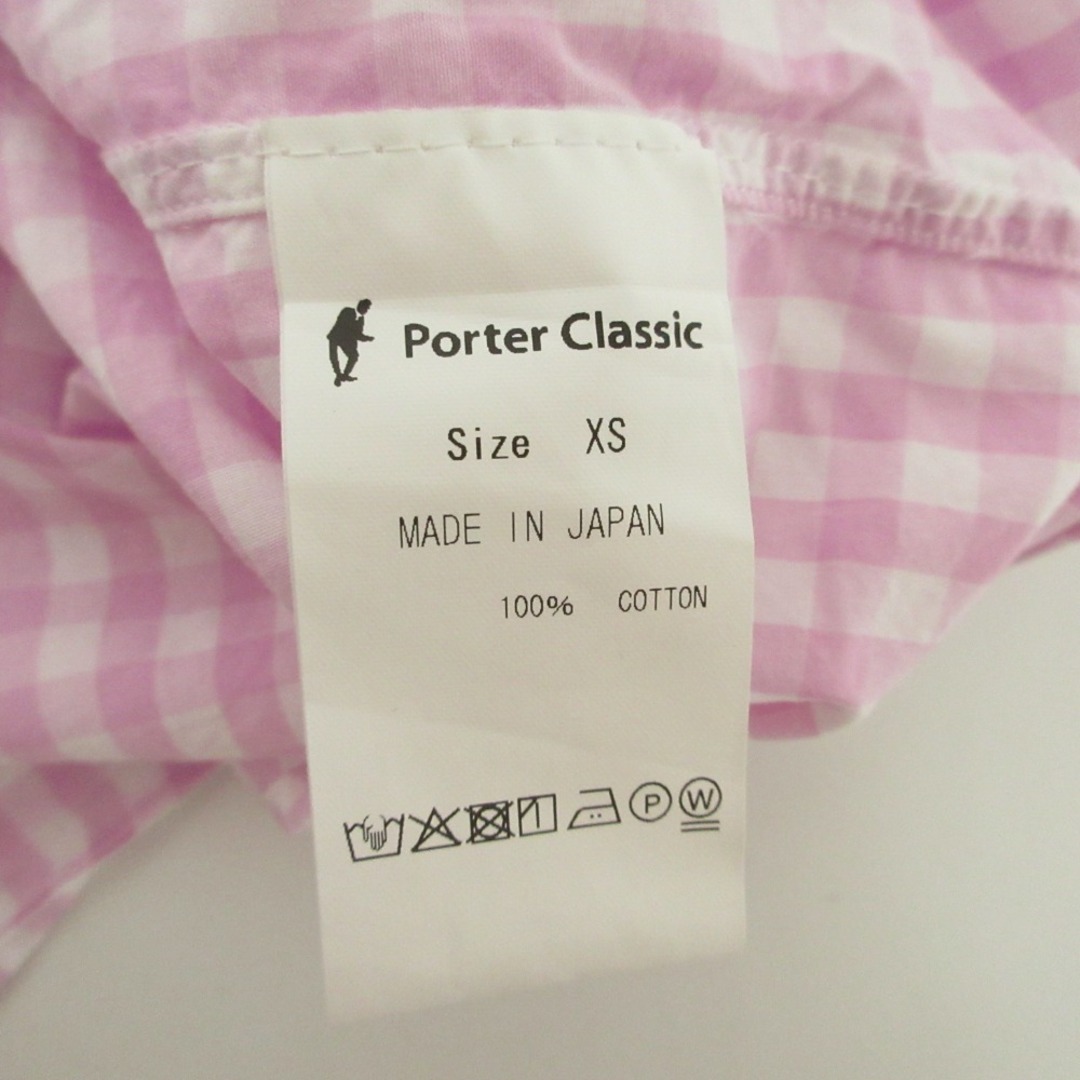 Porter Classic
Size XS
MADE IN JAPAN
100% COTTON
P W